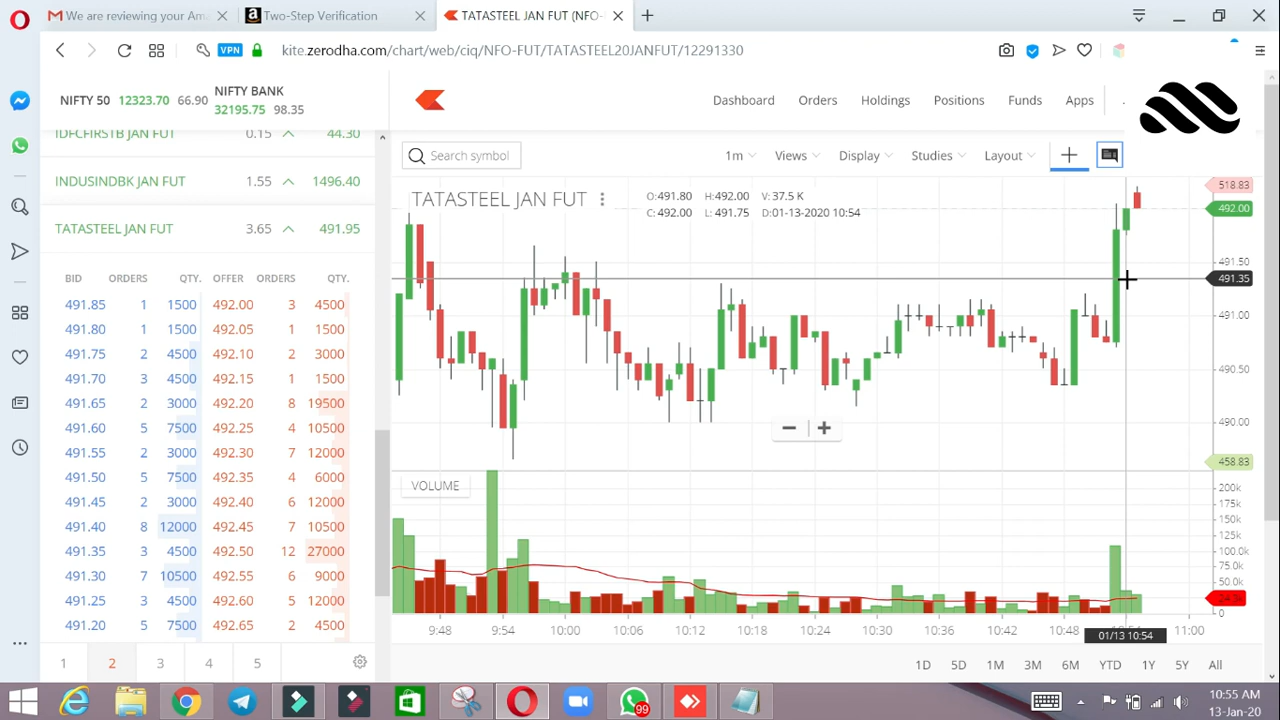 We are reviewing your Ama
Two-Step Verification
TATASTEEL JAN FUT (NFO-
VPN
kite.zerodha.com/chart/web/ciq/NFO-FUT/TATASTEEL20JANFUT/12291330
NIFTY 50 12323.70 66.90
NIFTY BANK
32195.75 98.35
Dashboard Orders Holdings Positions Funds Apps
IDFCFIRSTB JAN FUT 0.15 44.30
INDUSINDBK JAN FUT 1.55 1496.40
TATASTEEL JAN FUT 3.65 491.95
BID ORDERS QTY. OFFER ORDERS QTY.
491.85 1 1500 492.00 3 4500
491.80 1 1500 492.05 1 1500
491.75 2 4500 492.10 2 3000
491.70 3 4500 492.15 1 1500
491.65 2 3000 492.20 8 19500
491.60 5 7500 492.25 4 10500
491.55 2 3000 492.30 7 12000
491.50 5 7500 492.35 4 6000
491.45 2 3000 492.40 6 12000
491.40 8 12000 492.45 7 10500
491.35 3 4500 492.50 12 27000
491.30 7 10500 492.55 6 9000
491.25 3 4500 492.60 5 12000
491.20 5 7500 492.65 2 4500
1 2 3 4 5
Search symbol
1m Views Display Studies Layout
TATASTEEL JAN FUT
O:491.80 H:492.00 V:37.5 K
C:492.00 L:491.75 D:01-13-2020 10:54
518.83
492.00
491.50
491.35
491.00
490.50
490.00
458.83
VOLUME
200k
175k
150k
125k
100.0k
75.0k
50.0k
0
9:48 9:54 10:00 10:06 10:12 10:18 10:24 10:30 10:36 10:42 10:48 11:00
01/13 10:54
1D 5D 1M 3M 6M YTD 1Y 5Y All
99
10:55 AM
13-Jan-20